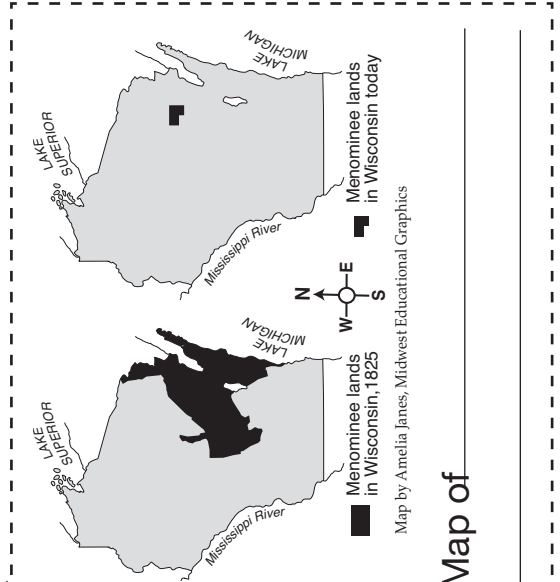 LAKE
SUPERIOR
LAKE
MICHIGAN
Mississippi River
Menominee lands
in Wisconsin, 1825
N
W
E
S
LAKE
SUPERIOR
LAKE
MICHIGAN
Mississippi River
Menominee lands
in Wisconsin today
Map by Amelia Janes, Midwest Educational Graphics
Map of